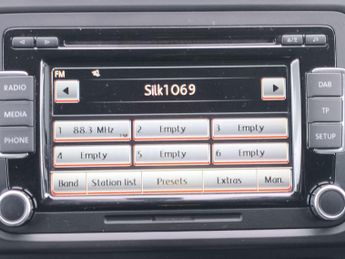 FM
Silk1069
RADIO
MEDIA
PHONE
DAB
TP
SETUP
1 88.3 MHz FM
2 Empty
3 Empty
4 Empty
5 Empty
6 Empty
Band
Station list
Presets
Extras
Man.